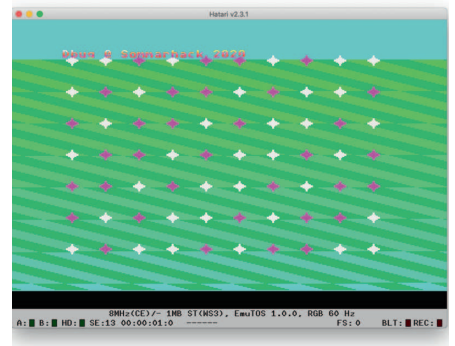 Hatari v2.3.1
@ Summerhack 2020
8MHz(CE)/- 1MB ST(WS3), EmuTOS 1.0.0, RGB 60 Hz
A: B: HD: SE:13 00:00:01:0 ------ FS: 0 BLT: REC: